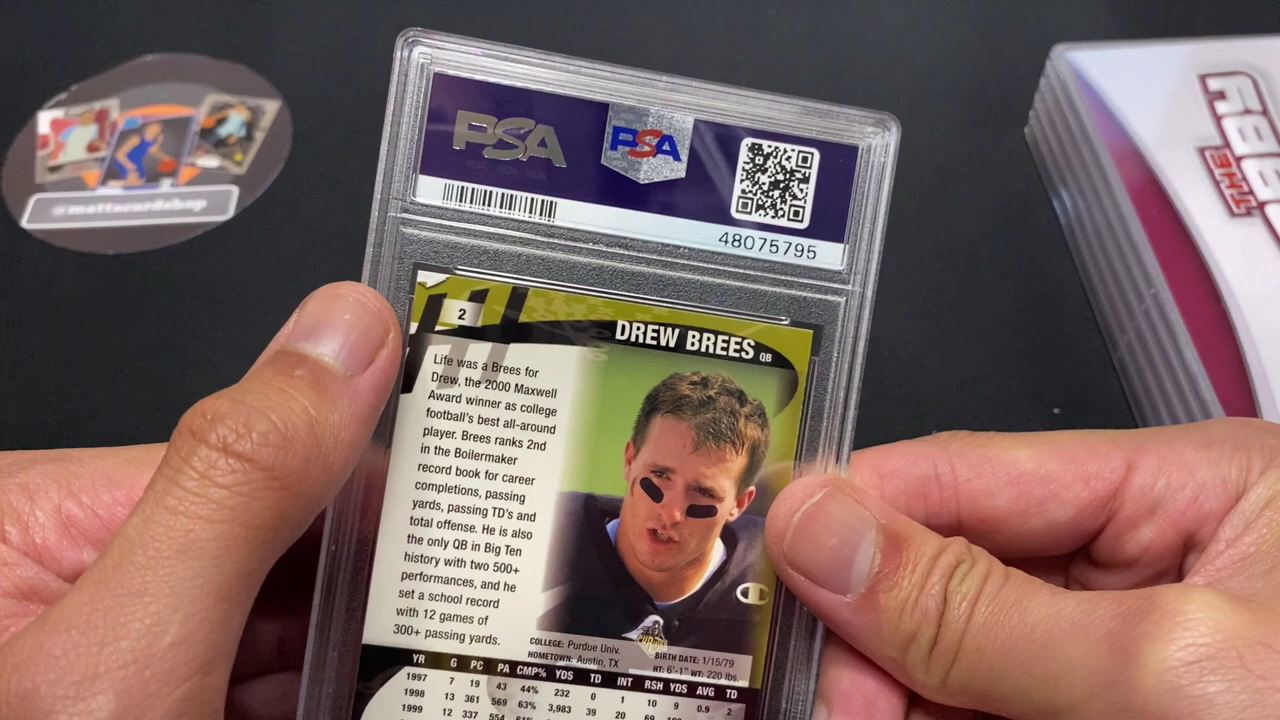 @mattscardshop
PSA
PSA
48075795
THE
2
DREW BREES QB
Life was a Brees for
Drew, the 2000 Maxwell
Award winner as college
football's best all-around
player. Brees ranks 2nd
in the Boilermaker
record book for career
completions, passing
yards, passing TD's and
total offense. He is also
the only QB in Big Ten
history with two 500+
performances, and he
set a school record
with 12 games of
300+ passing yards.
COLLEGE: Purdue Univ.
HOMETOWN: Austin, TX
BIRTH DATE: 1/15/79
HT: 6'-1" WT: 220 lbs.
YR G PC PA CMP% YDS TD INT RSH YDS AVG TD
1997 7 19 43 44% 232 0 1 10 9 0.9 2
1998 13 361 569 63% 3,983 39 20 69
1999 12 337 554